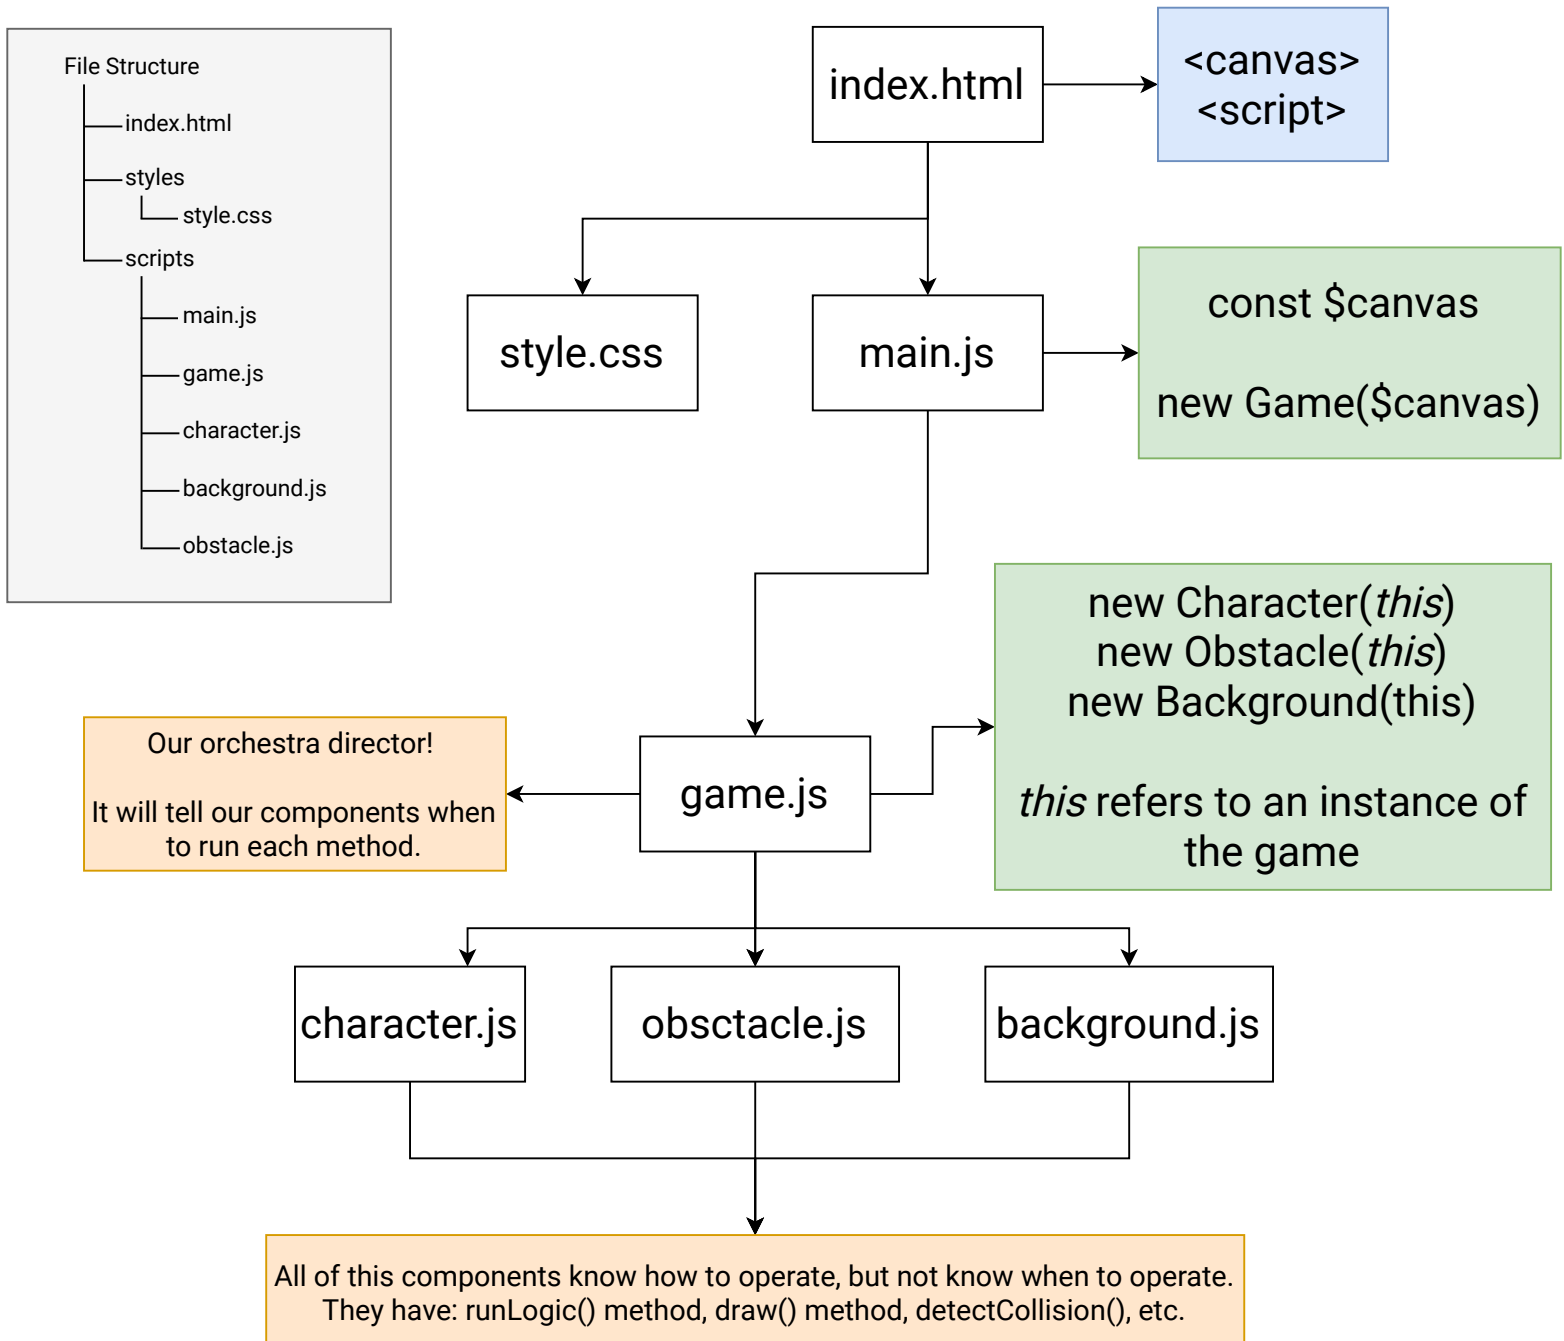 File Structure
index.html
styles
style.css
scripts
main.js
game.js
character.js
background.js
obstacle.js
index.html
<canvas>
<script>
style.css
main.js
const $canvas
new Game($canvas)
new Character(this)
new Obstacle(this)
new Background(this)
this refers to an instance of
the game
Our orchestra director!
It will tell our components when
to run each method.
game.js
character.js
obsctacle.js
background.js
All of this components know how to operate, but not know when to operate.
They have: runLogic() method, draw() method, detectCollision(), etc.